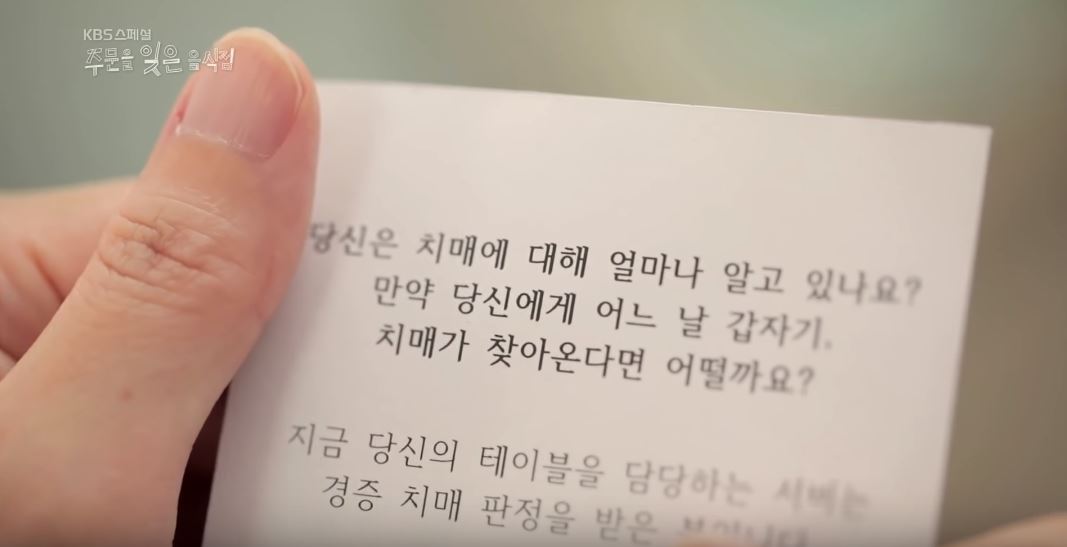 KBS스페셜
주문을 잊은 음식점
당신은 치매에 대해 얼마나 알고 있나요?
만약 당신에게 어느 날 갑자기,
치매가 찾아온다면 어떨까요?
지금 당신의 테이블을 담당하는 서버는
경증 치매 판정을 받은